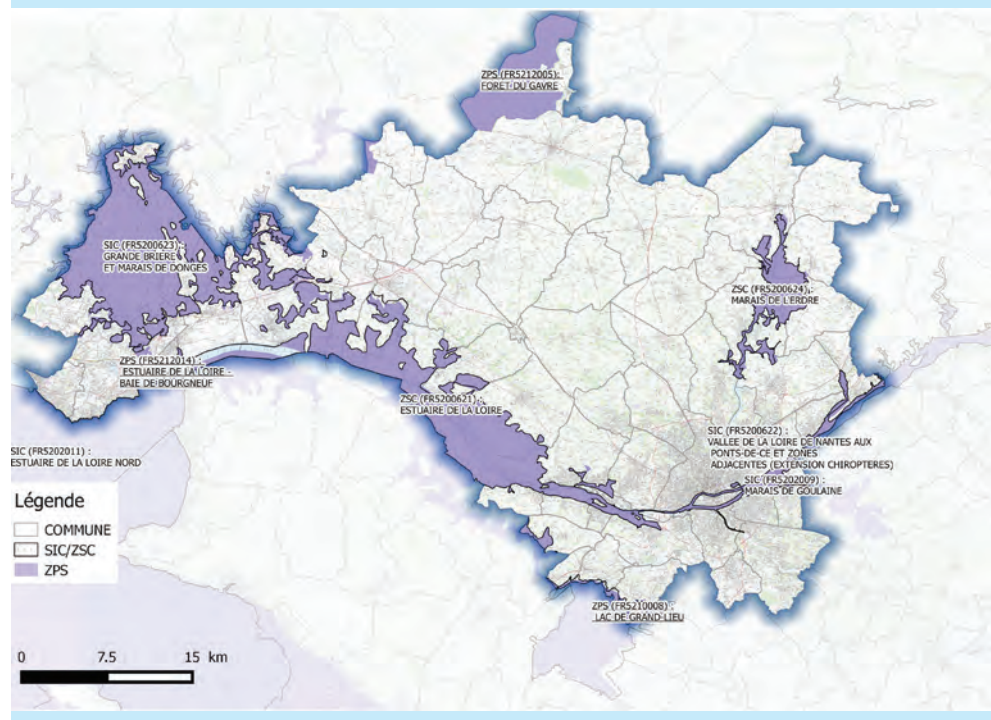 ZPS (FR5212005):
FORET DU GAVRE
SIC (FR5200623) :
GRANDE BRIERE
ET MARAIS DE DONGES
ZSC (FR5200624) :
MARAIS DE L'ERDRE
ZPS (FR5212014) :
ESTUAIRE DE LA LOIRE -
BAIE DE BOURGNEUF
ZSC (FR5200621) :
ESTUAIRE DE LA LOIRE
SIC (FR5200622) :
VALLEE DE LA LOIRE DE NANTES AUX
PONTS-DE-CE ET ZONES
ADJACENTES (EXTENSION CHIROPTERES)
SIC (FR5202011) :
ESTUAIRE DE LA LOIRE NORD
SIC (FR5202009) :
MARAIS DE GOULAINE
Légende
COMMUNE
SIC/ZSC
ZPS
ZPS (FR5210008) :
LAC DE GRAND-LIEU
0 7.5 15 km